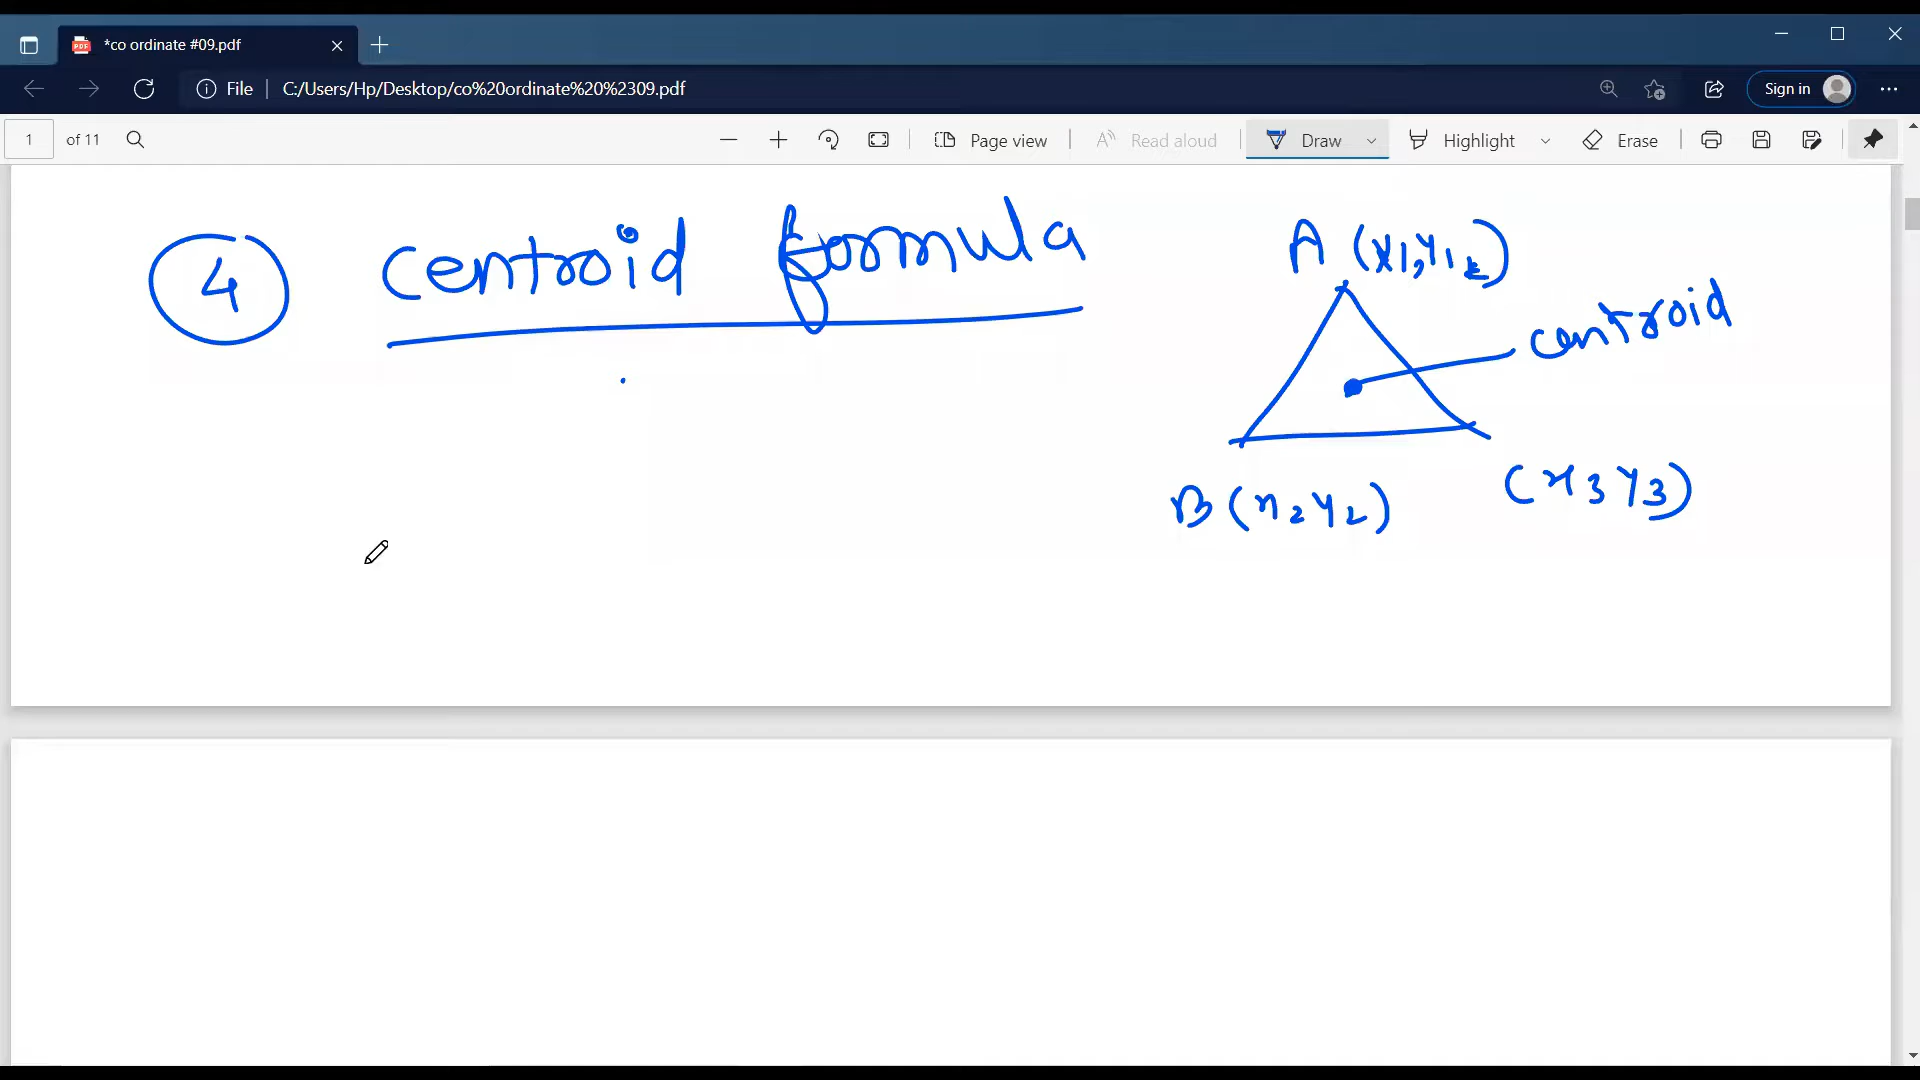 *co ordinate #09.pdf
File | C:/Users/Hp/Desktop/co%20ordinate%20%2309.pdf
Sign in
1 of 11
Page view
Read aloud
Draw
Highlight
Erase
4 centroid formula
A (x1,y1)
centroid
B (x2 y2)
(x3 y3)